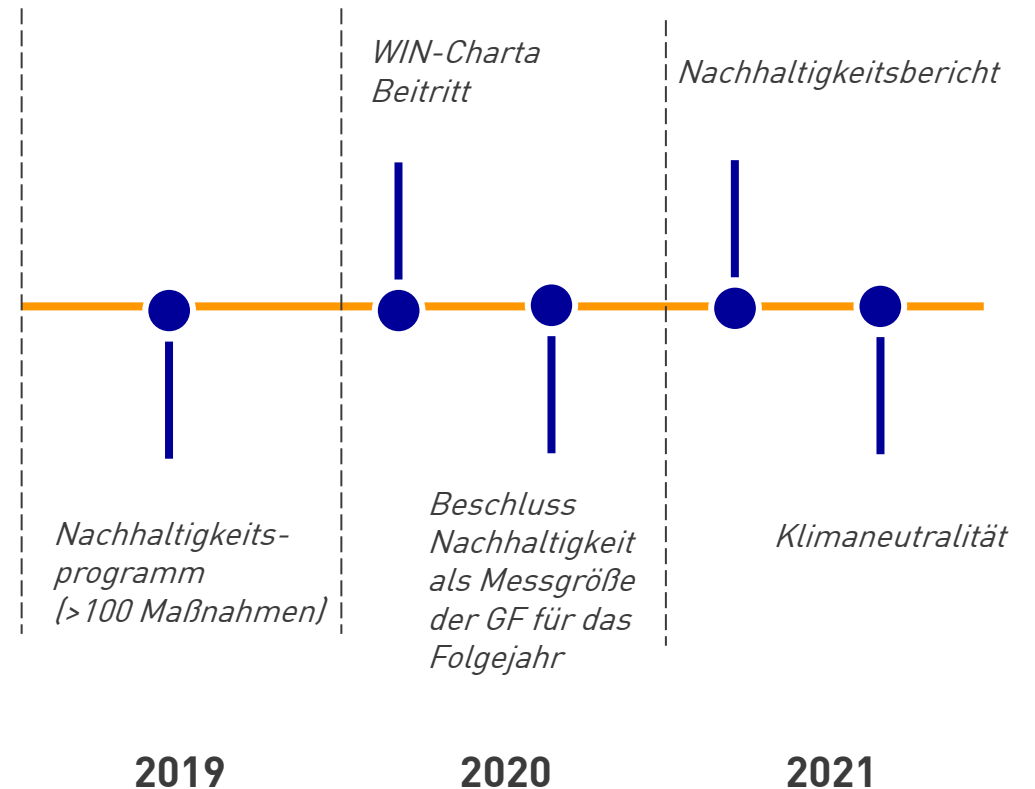 WIN-Charta
Beitritt
Nachhaltigkeitsbericht
Nachhaltigkeits-
programm
(>100 Maßnahmen)
Beschluss
Nachhaltigkeit
als Messgröße
der GF für das
Folgejahr
Klimaneutralität
2019
2020
2021